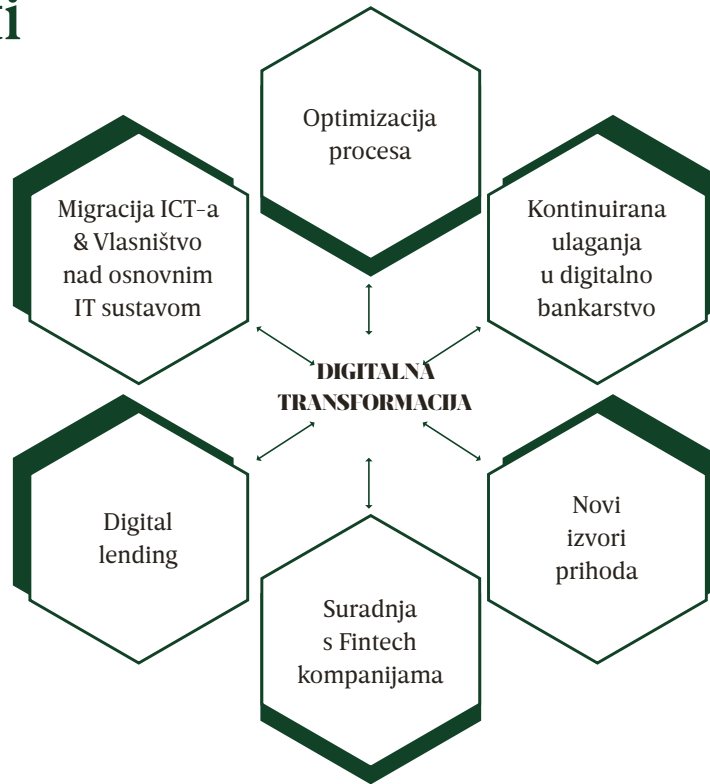 ti
Optimizacija
procesa
Migracija ICT-a
& Vlasništvo
nad osnovnim
IT sustavom
Kontinuirana
ulaganja
u digitalno
bankarstvo
DIGITALNA
TRANSFORMACIJA
Digital
lending
Novi
izvori
prihoda
Suradnja
s Fintech
kompanijama